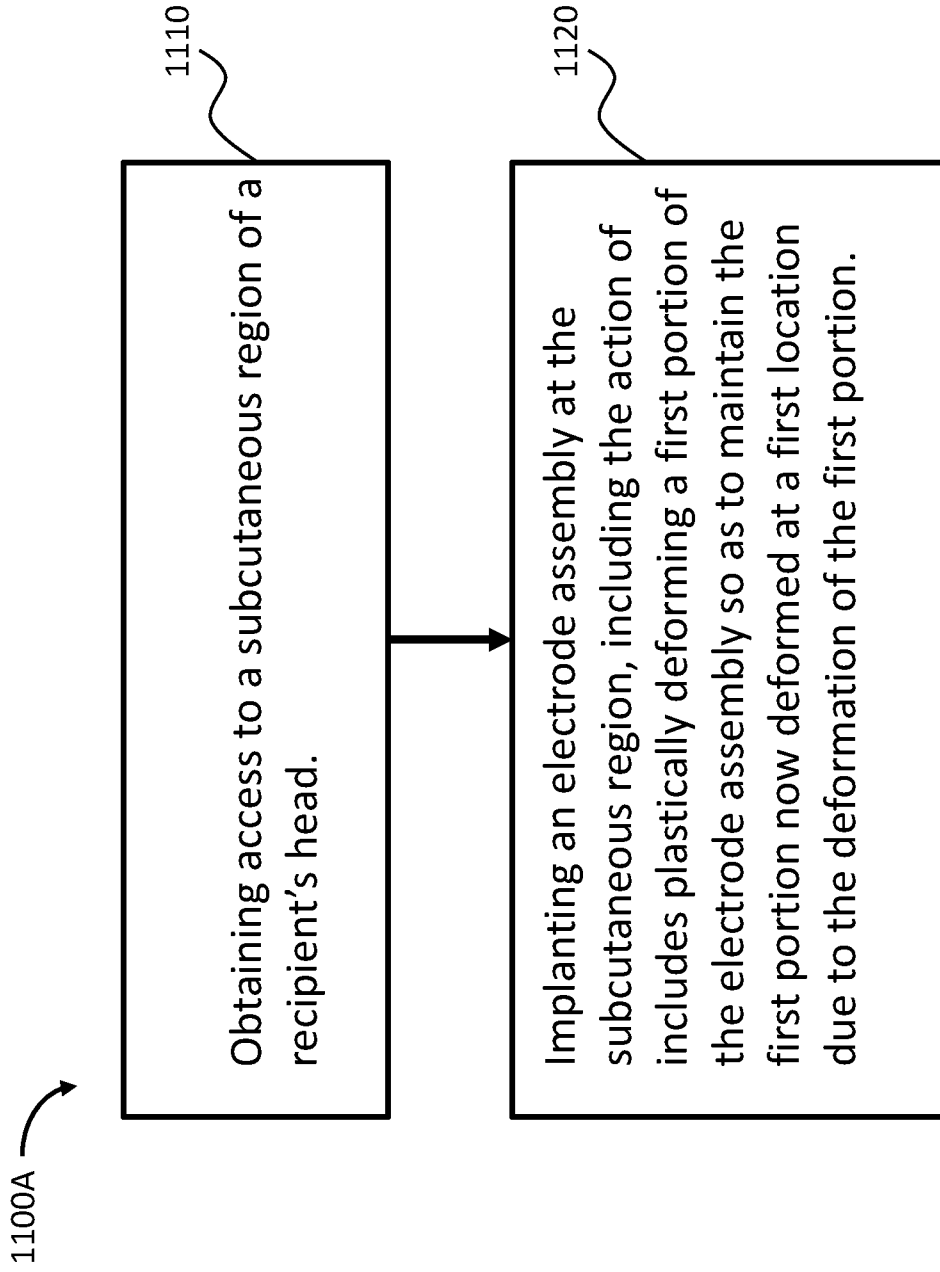 1100A
1110
Obtaining access to a subcutaneous region of a
recipient's head.
1120
Implanting an electrode assembly at the
subcutaneous region, including the action of
includes plastically deforming a first portion of
the electrode assembly so as to maintain the
first portion now deformed at a first location
due to the deformation of the first portion.